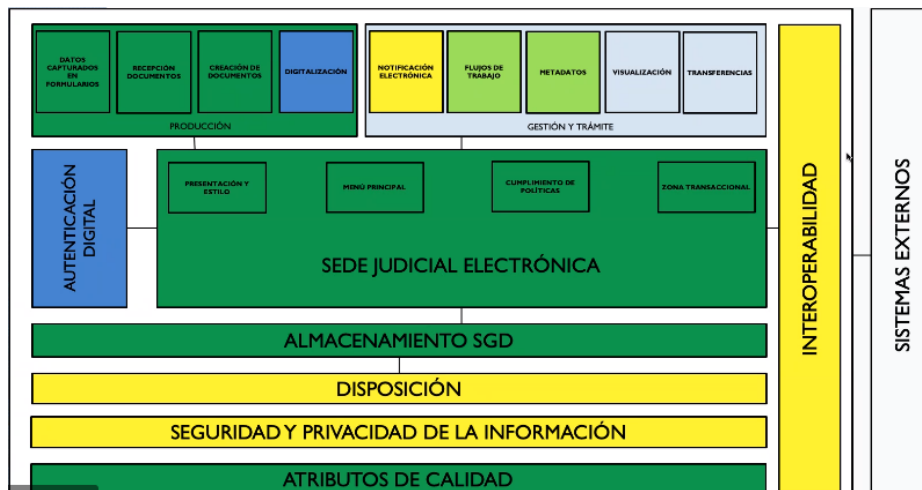 DATOS
CAPTURADOS
EN
FORMULARIOS
RECEPCIÓN
DOCUMENTOS
CREACIÓN DE
DOCUMENTOS
DIGITALIZACIÓN
PRODUCCIÓN
NOTIFICACIÓN
ELECTRÓNICA
FLUJOS DE
TRABAJO
METADATOS
VISUALIZACIÓN
TRANSFERENCIAS
GESTIÓN Y TRÁMITE
AUTENTICACIÓN
DIGITAL
PRESENTACIÓN Y
ESTILO
MENÚ PRINCIPAL
CUMPLIMIENTO DE
POLÍTICAS
ZONA TRANSACCIONAL
SEDE JUDICIAL ELECTRÓNICA
ALMACENAMIENTO SGD
DISPOSICIÓN
SEGURIDAD Y PRIVACIDAD DE LA INFORMACIÓN
ATRIBUTOS DE CALIDAD
INTEROPERABILIDAD
SISTEMAS EXTERNOS